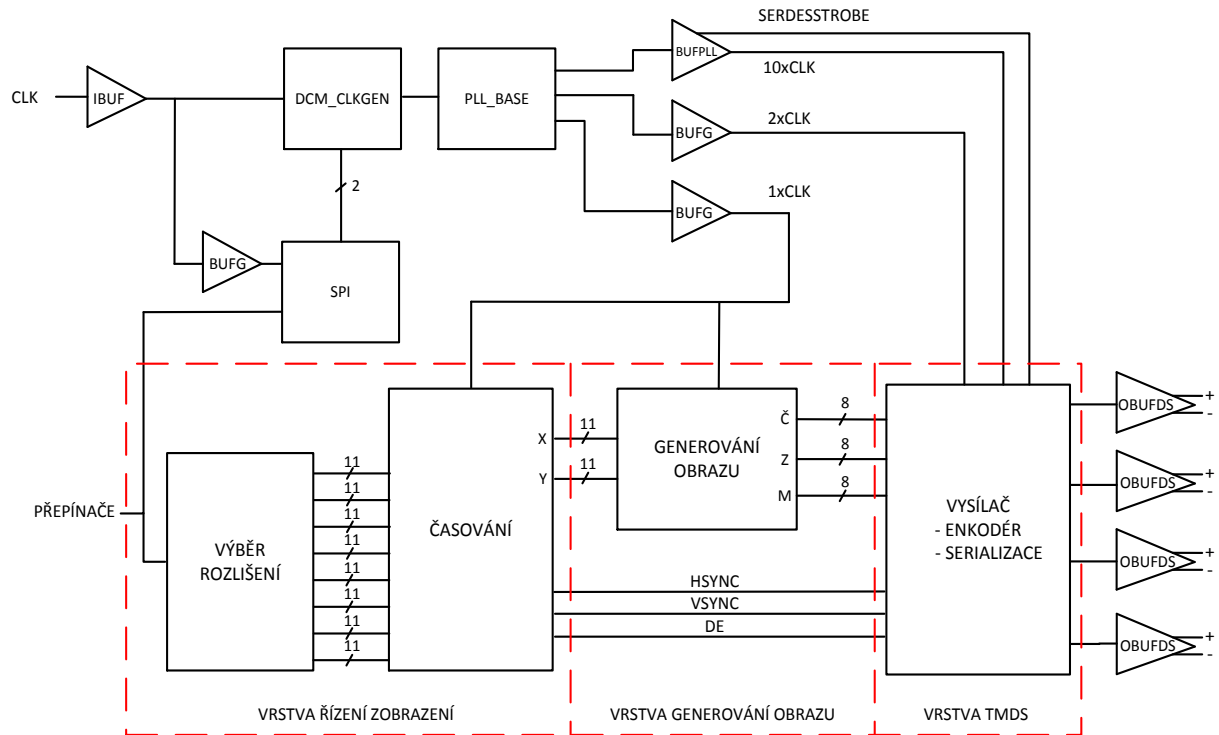 SERDESSTROBE
BUFPLL
10xCLK
CLK
IBUF
DCM_CLKGEN
PLL_BASE
2xCLK
BUFG
2
1xCLK
BUFG
BUFG
SPI
Č
8
OBUFDS
+
-
11
X
11
GENEROVÁNÍ
OBRAZU
Z
8
Y
11
M
8
11
11
11
11
11
11
11
OBUFDS
+
-
PŘEPÍNAČE
VÝBĚR
ROZLIŠENÍ
ČASOVÁNÍ
VYSÍLAČ
- ENKODÉR
- SERIALIZACE
OBUFDS
+
-
HSYNC
VSYNC
DE
OBUFDS
+
-
VRSTVA ŘÍZENÍ ZOBRAZENÍ
VRSTVA GENEROVÁNÍ OBRAZU
VRSTVA TMDS